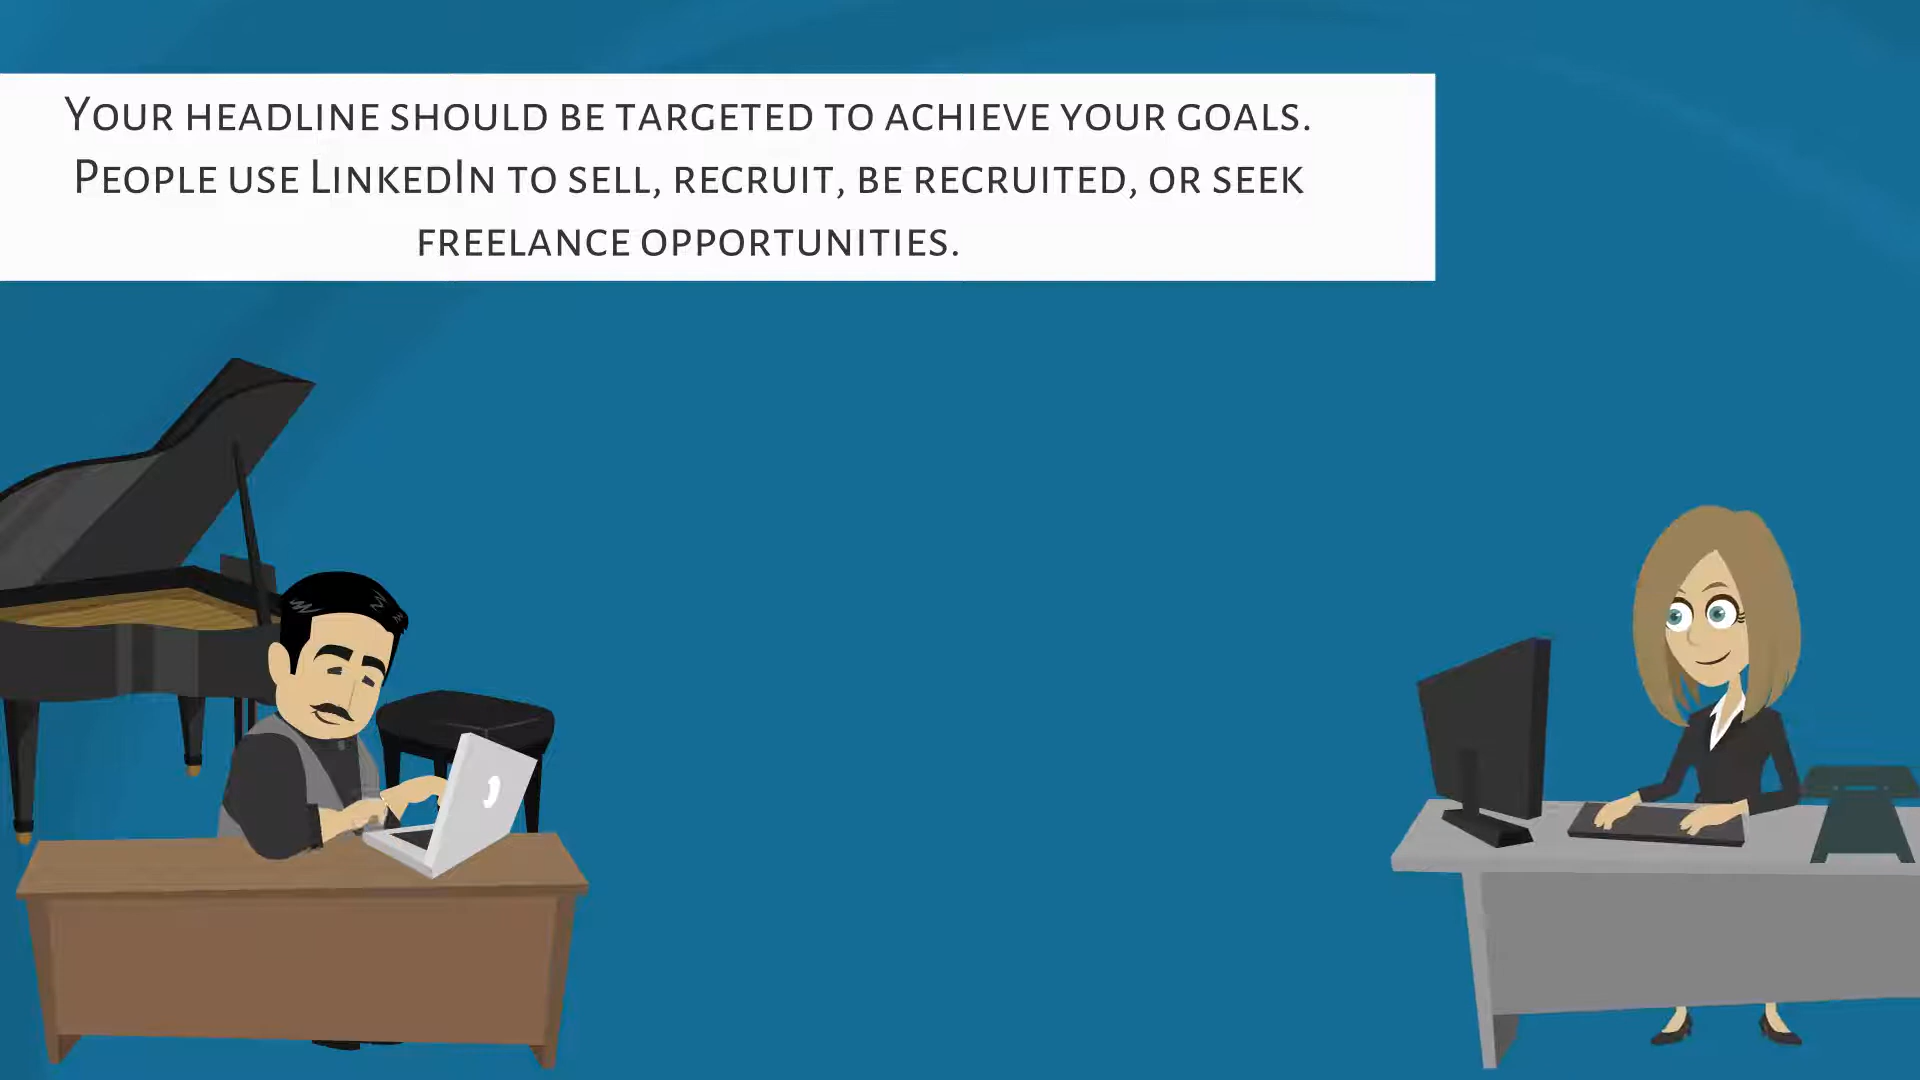 Your headline should be targeted to achieve your goals.
People use LinkedIn to sell, recruit, be recruited, or seek
freelance opportunities.